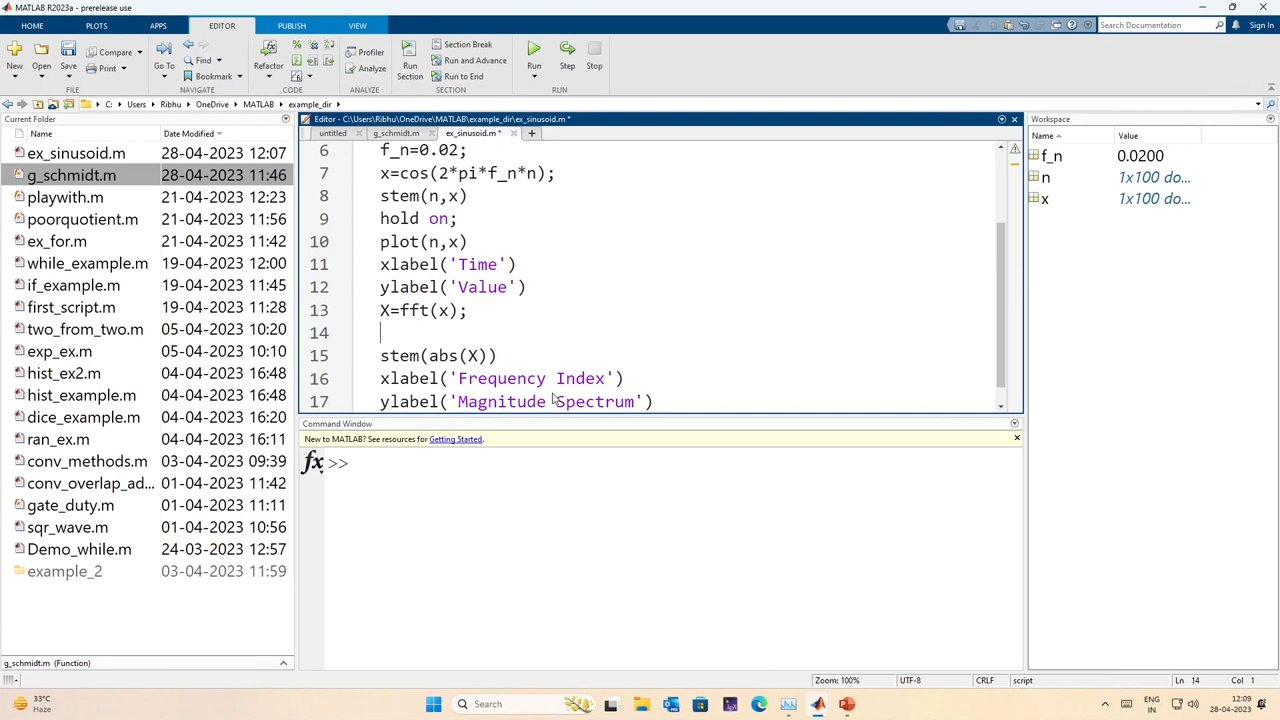 MATLAB R2023a - prerelease use
HOME PLOTS APPS EDITOR PUBLISH VIEW
Search Documentation
Sign In
New Open Save Compare Print
Go To Find Bookmark
Refactor
Profiler Analyze
Run Section
Section Break
Run and Advance
Run to End
Run Step Stop
FILE NAVIGATE CODE ANALYZE SECTION RUN
C: Users Ribhu OneDrive MATLAB example_dir
Current Folder
Name Date Modified
ex_sinusoid.m 28-04-2023 12:07
g_schmidt.m 28-04-2023 11:46
playwith.m 21-04-2023 12:23
poorquotient.m 21-04-2023 11:56
ex_for.m 21-04-2023 11:42
while_example.m 19-04-2023 12:00
if_example.m 19-04-2023 11:45
first_script.m 19-04-2023 11:28
two_from_two.m 05-04-2023 10:20
exp_ex.m 05-04-2023 10:10
hist_ex2.m 03-04-2023 16:48
hist_example.m 03-04-2023 16:48
dice_example.m 03-04-2023 16:48
ran_ex.m 03-04-2023 16:11
conv_methods.m 03-04-2023 09:39
conv_overlap_ad... 01-04-2023 11:42
gate_duty.m 01-04-2023 11:11
sqr_wave.m 01-04-2023 10:56
Demo_while.m 24-03-2023 12:57
example_2 03-04-2023 11:59
g_schmidt.m (Function)
Editor - C:\Users\Ribhu\OneDrive\MATLAB\example_dir\ex_sinusoid.m *
untitled g_schmidt.m ex_sinusoid.m *
6 f_n=0.02;
7 x=cos(2*pi*f_n*n);
8 stem(n,x)
9 hold on;
10 plot(n,x)
11 xlabel('Time')
12 ylabel('Value')
13 X=fft(x);
14
15 stem(abs(X))
16 xlabel('Frequency Index')
17 ylabel('Magnitude Spectrum')
Command Window
New to MATLAB? See resources for Getting Started.
fx >>
Workspace
Name Value
f_n 0.0200
n 1x100 do...
x 1x100 do...
Zoom: 100% UTF-8 CRLF script Ln 14 Col 1
33°C
Haze
Search
ENG
IN
12:09
28-04-2023